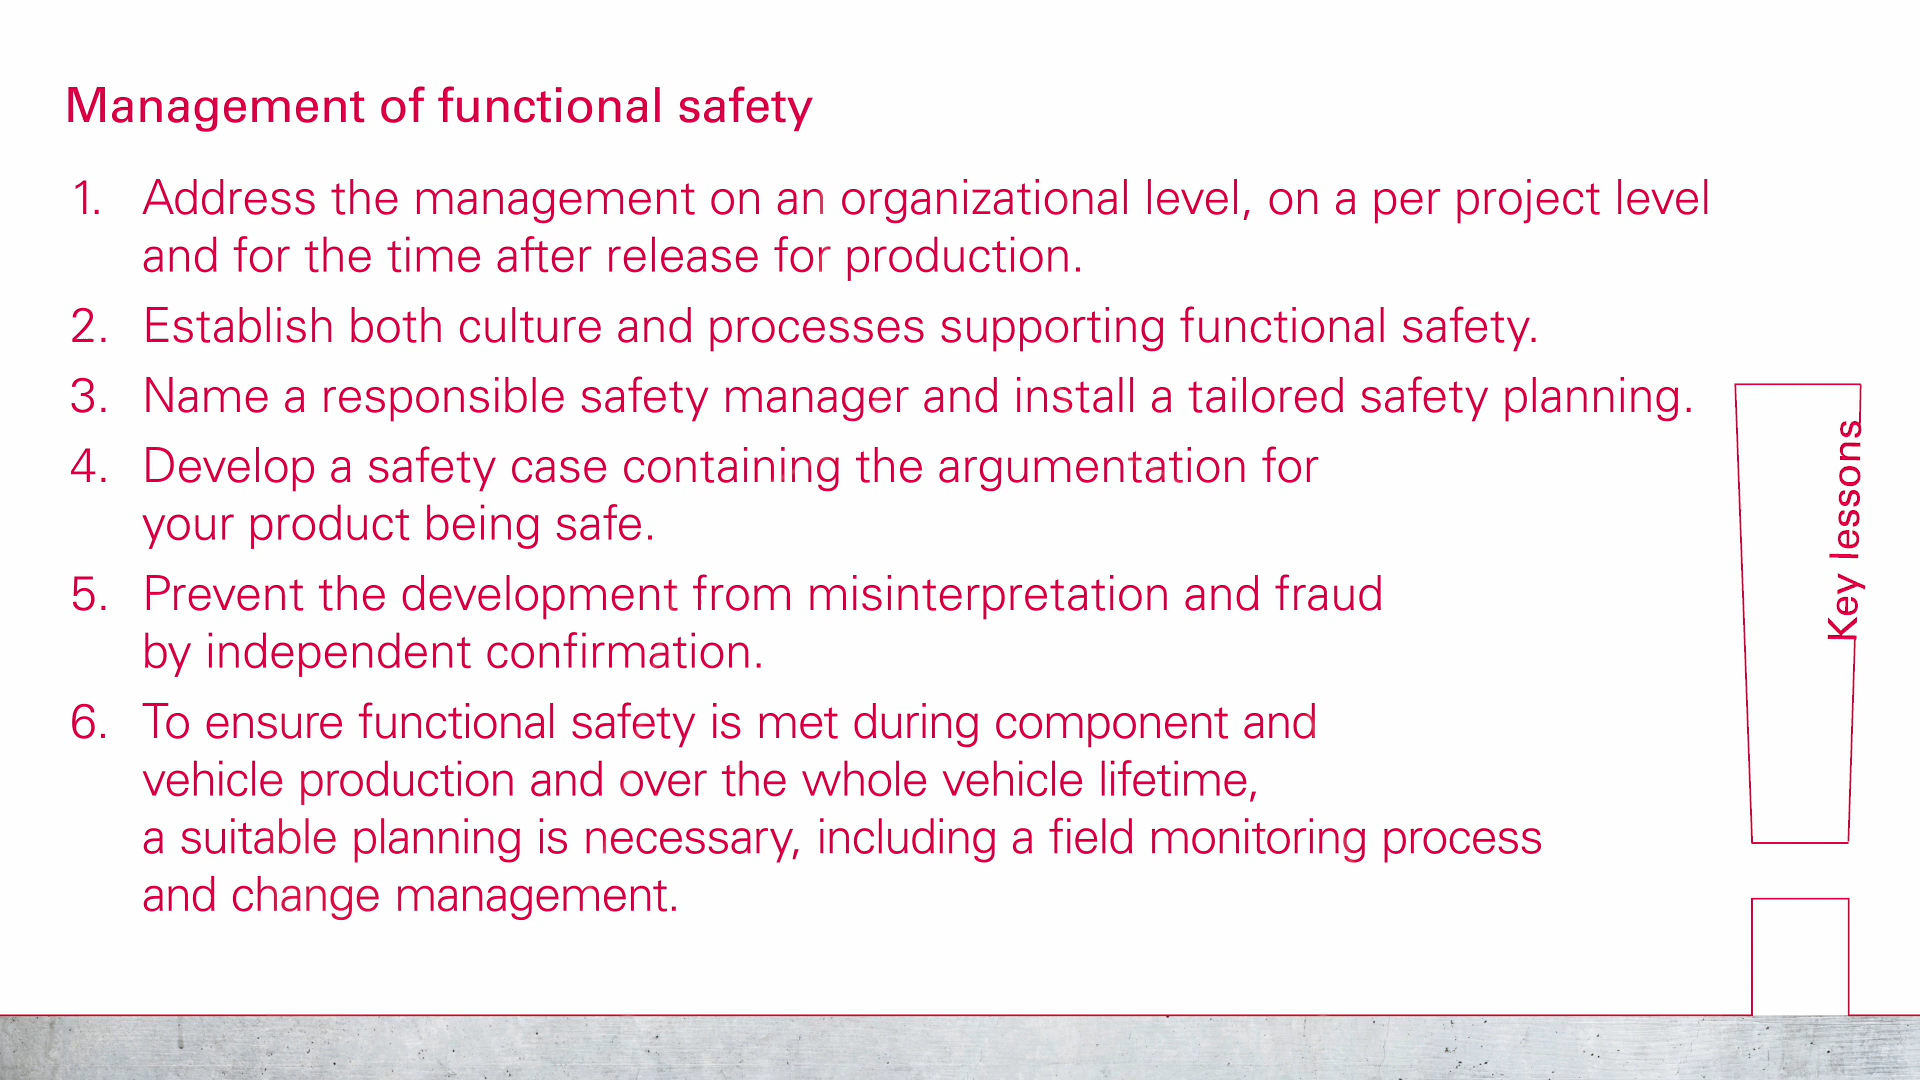 Management of functional safety
1. Address the management on an organizational level, on a per project level
and for the time after release for production.
2. Establish both culture and processes supporting functional safety.
3. Name a responsible safety manager and install a tailored safety planning.
4. Develop a safety case containing the argumentation for
your product being safe.
5. Prevent the development from misinterpretation and fraud
by independent confirmation.
6. To ensure functional safety is met during component and
vehicle production and over the whole vehicle lifetime,
a suitable planning is necessary, including a field monitoring process
and change management.
Key lessons